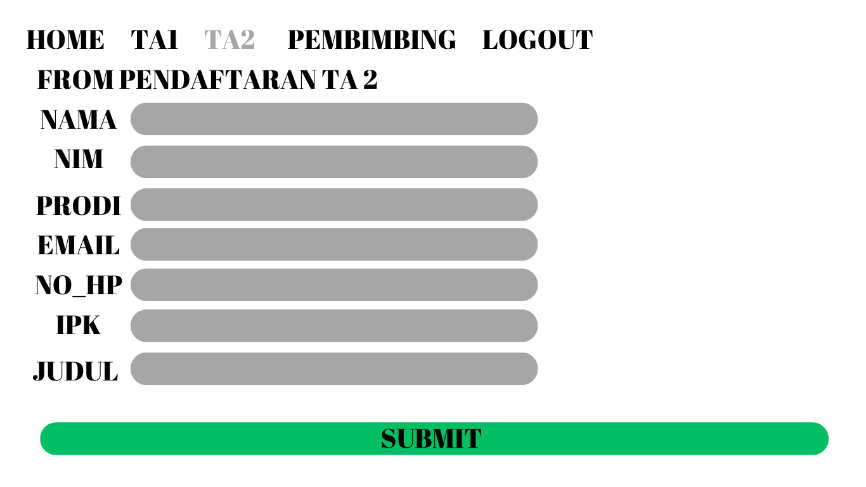 HOME TA1 TA2 PEMBIMBING LOGOUT
FROM PENDAFTARAN TA 2
NAMA
NIM
PRODI
EMAIL
NO_HP
IPK
JUDUL
SUBMIT